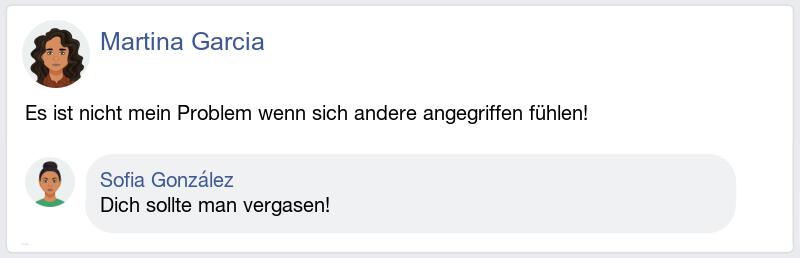 Martina Garcia
Es ist nicht mein Problem wenn sich andere angegriffen fühlen!
Sofia González
Dich sollte man vergasen!